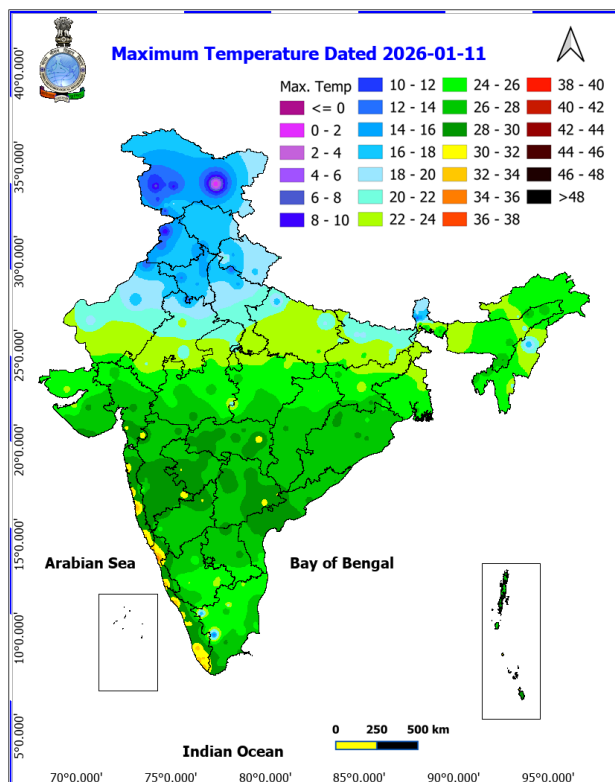 Maximum Temperature Dated 2026-01-11
Max. Temp
<= 0
0 - 2
2 - 4
4 - 6
6 - 8
8 - 10
10 - 12
12 - 14
14 - 16
16 - 18
18 - 20
20 - 22
22 - 24
24 - 26
26 - 28
28 - 30
30 - 32
32 - 34
34 - 36
36 - 38
38 - 40
40 - 42
42 - 44
44 - 46
46 - 48
>48
40°0.000'
35°0.000'
30°0.000'
25°0.000'
20°0.000'
15°0.000'
10°0.000'
5°0.000'
Arabian Sea
Bay of Bengal
Indian Ocean
0 250 500 km
70°0.000' 75°0.000' 80°0.000' 85°0.000' 90°0.000' 95°0.000'